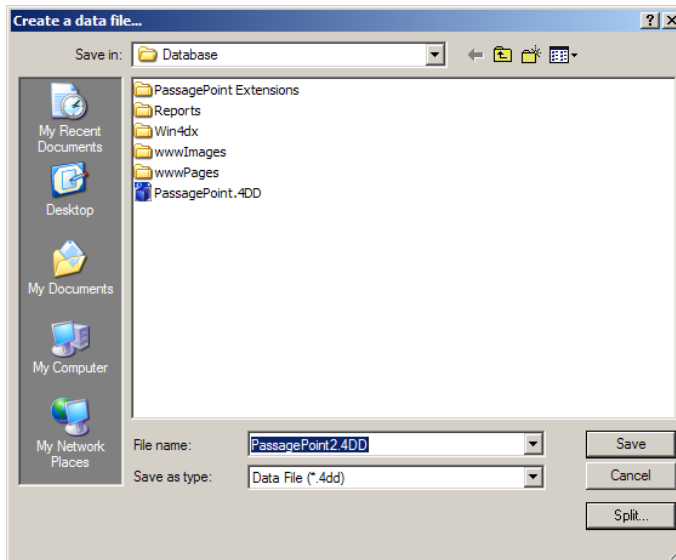 Create a data file...
Save in:
Database
PassagePoint Extensions
Reports
Win4dx
wwwImages
wwwPages
PassagePoint.4DD
My Recent
Documents
Desktop
My Documents
My Computer
My Network
Places
File name:
PassagePoint2.4DD
Save
Save as type:
Data File (*.4dd)
Cancel
Split...